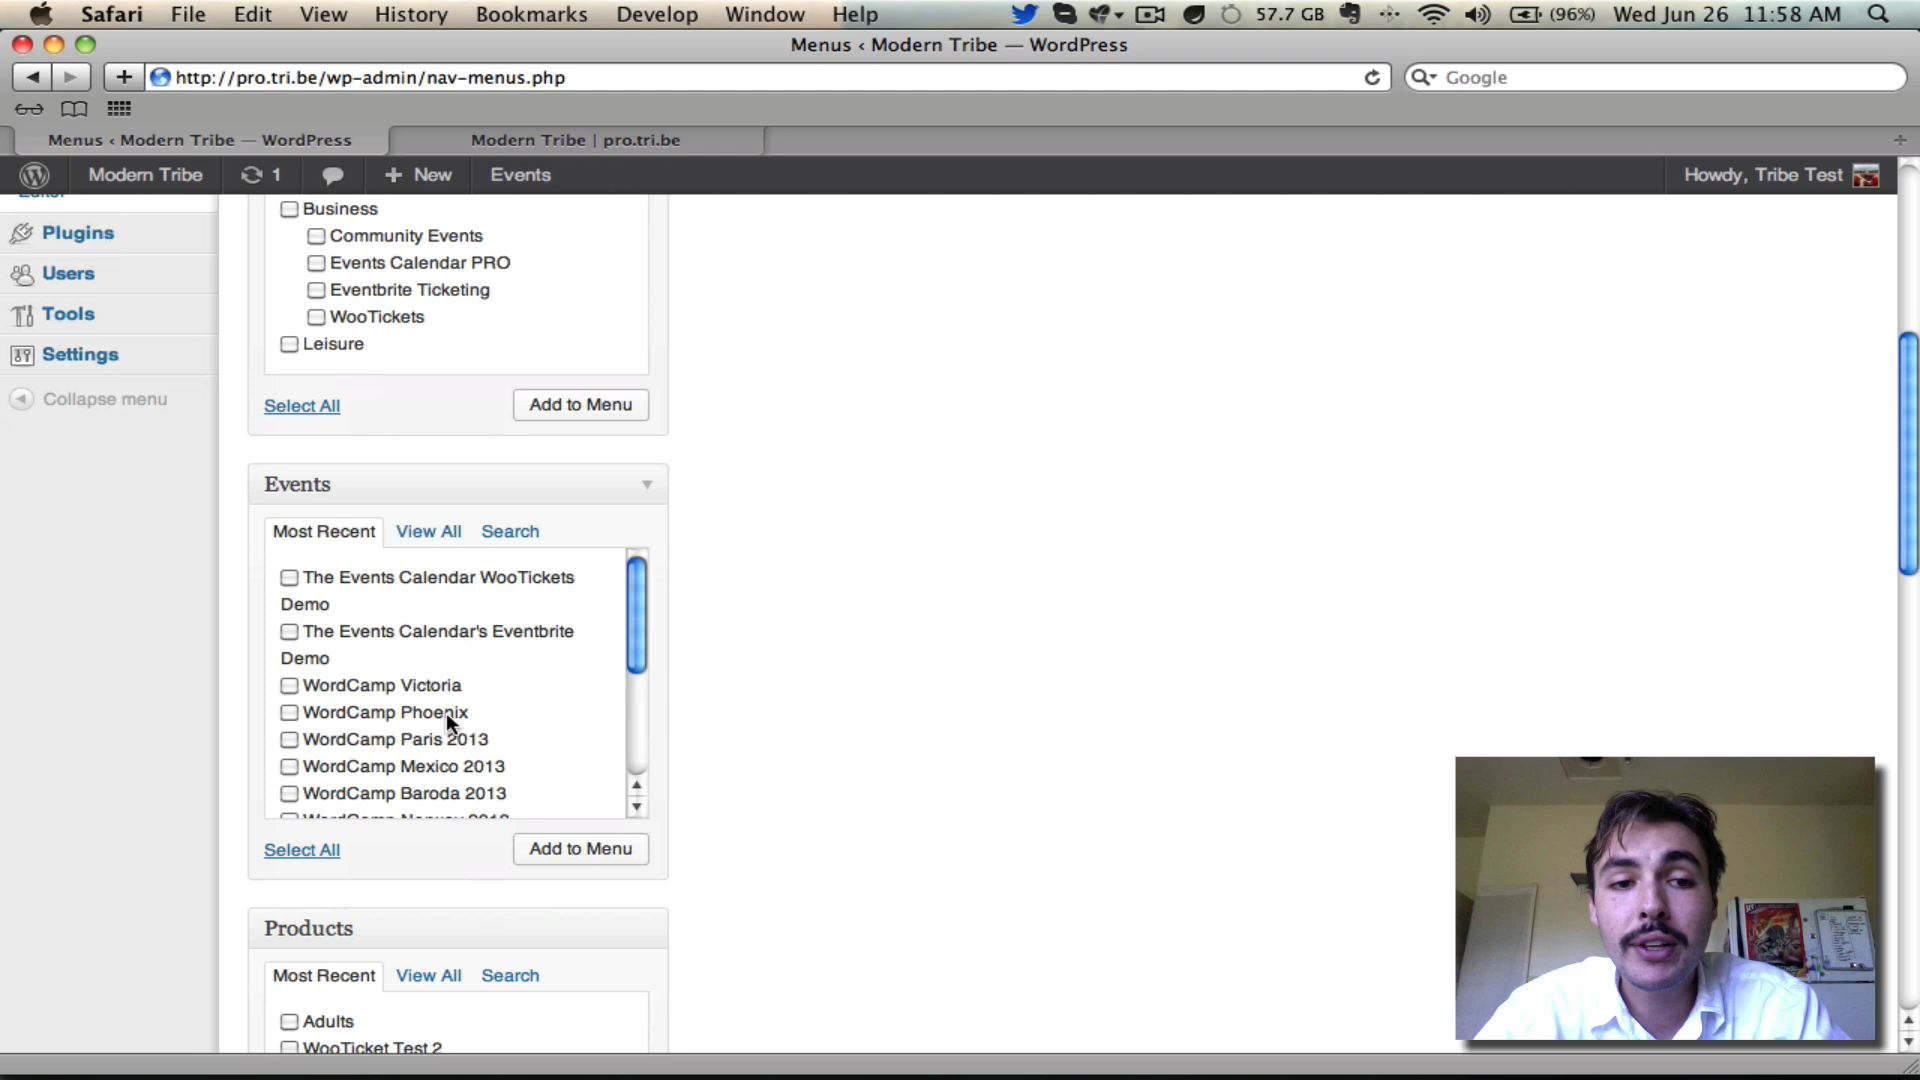 Safari File Edit View History Bookmarks Develop Window Help 57.7 GB (96%) Wed Jun 26 11:58 AM
Menus ‹ Modern Tribe — WordPress
http://pro.tri.be/wp-admin/nav-menus.php Google
Menus ‹ Modern Tribe — WordPress Modern Tribe | pro.tri.be
Modern Tribe 1 + New Events Howdy, Tribe Test
Editor
Plugins
Users
Tools
Settings
Collapse menu
Business
Community Events
Events Calendar PRO
Eventbrite Ticketing
WooTickets
Leisure
Select All Add to Menu
Events
Most Recent View All Search
The Events Calendar WooTickets
Demo
The Events Calendar's Eventbrite
Demo
WordCamp Victoria
WordCamp Phoenix
WordCamp Paris 2013
WordCamp Mexico 2013
WordCamp Baroda 2013
WordCamp Norway 2013
Select All Add to Menu
Products
Most Recent View All Search
Adults
WooTicket Test 2